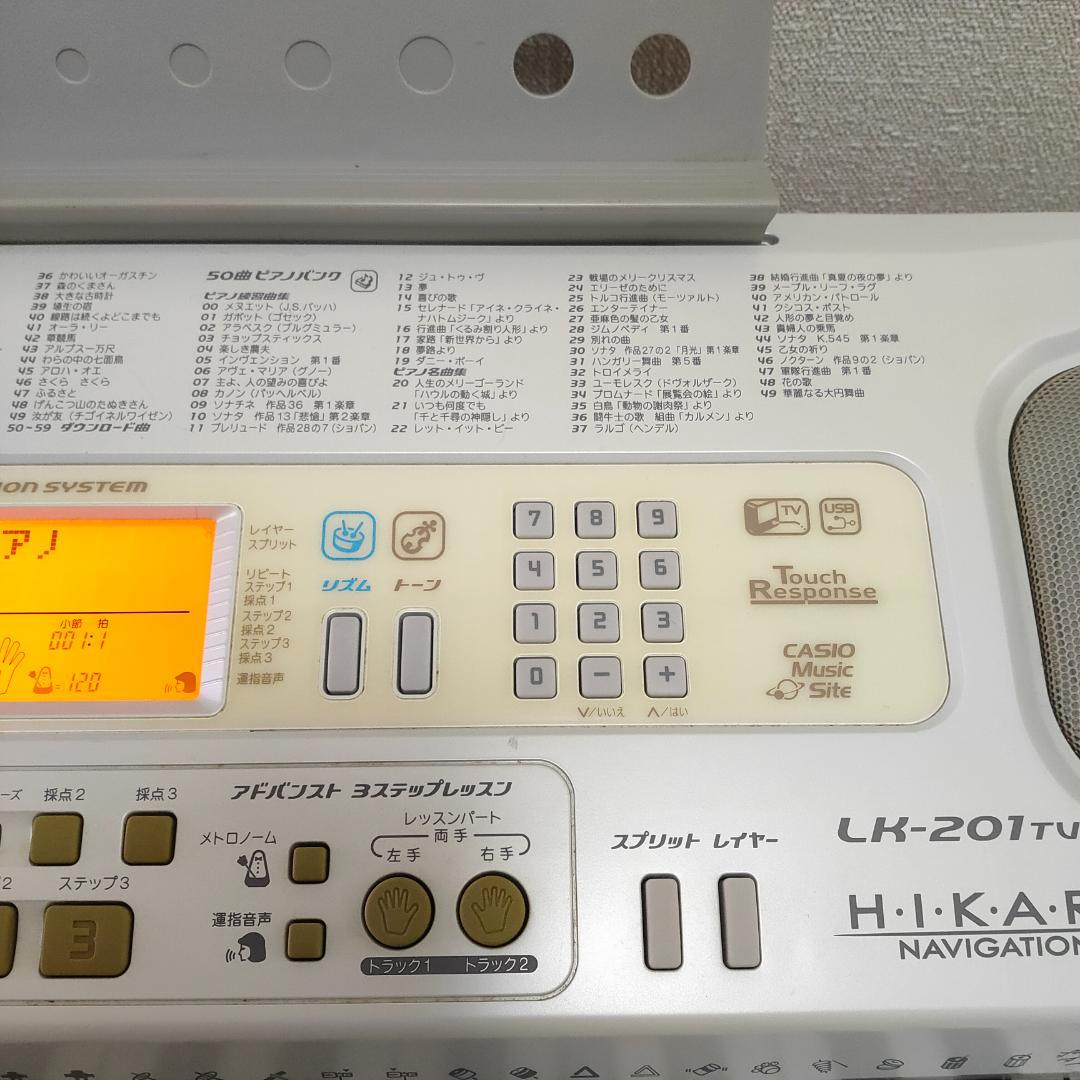 36 かわいいオーガスチン
37 森のくまさん
38 大きな古時計
39 埴生の宿
40 線路は続くよどこまでも
41 オーラ・リー
42 草競馬
43 アルプス一万尺
44 わらの中の七面鳥
45 アロハ・オエ
46 さくら さくら
47 ふるさと
48 げんこつ山のたぬきさん
49 汝が友(チゴイネルワイゼン)
50~59 ダウンロード曲
50曲ピアノバンク
ピアノ練習曲集
00 メヌエット(J.S.バッハ)
01 ガボット(ゴセック)
02 アラベスク(ブルグミュラー)
03 チョップスティックス
04 楽しき農夫
05 インヴェンション 第1番
06 アヴェ・マリア(グノー)
07 主よ、人の望みの喜びよ
08 カノン(パッヘルベル)
09 ソナチネ 作品36 第1楽章
10 ソナタ 作品13「悲愴」第2楽章
11 プレリュード 作品28の7(ショパン)
12 ジュ・トゥ・ヴ
13 夢
14 喜びの歌
15 セレナード「アイネ・クライネ・
ナハトムジーク」より
16 行進曲「くるみ割り人形」より
17 家路「新世界から」より
18 夢路より
19 ダニー・ボーイ
ピアノ名曲集
20 人生のメリーゴーランド
「ハウルの動く城」より
21 いつも何度でも
「千と千尋の神隠し」より
22 レット・イット・ビー
23 戦場のメリークリスマス
24 エリーゼのために
25 トルコ行進曲(モーツァルト)
26 エンターテイナー
27 亜麻色の髪の乙女
28 ジムノペディ 第1番
29 別れの曲
30 ソナタ 作品27の2「月光」第1楽章
31 ハンガリー舞曲 第5番
32 トロイメライ
33 ユーモレスク(ドヴォルザーク)
34 プロムナード「展覧会の絵」より
35 白鳥「動物の謝肉祭」より
36 闘牛士の歌 組曲「カルメン」より
37 ラルゴ(ヘンデル)
38 結婚行進曲「真夏の夜の夢」より
39 メープル・リーフ・ラグ
40 アメリカン・パトロール
41 クシコス・ポスト
42 人形の夢と目覚め
43 貴婦人の乗馬
44 ソナタ K.545 第1楽章
45 乙女の祈り
46 ノクターン 作品9の2(ショパン)
47 軍隊行進曲 第1番
48 花の歌
49 華麗なる大円舞曲
ION SYSTEM
アノ
小節 拍
001:1
=120
レイヤー
スプリット
リピート
ステップ1
採点1
ステップ2
採点2
ステップ3
採点3
運指音声
リズム トーン
7 8 9
4 5 6
1 2 3
0 − +
∨/いいえ ∧/はい
TV USB
Touch
Response
CASIO
Music
Site
ーズ 採点2 採点3
2 ステップ3
3
アドバンスト 3ステップレッスン
メトロノーム
運指音声
レッスンパート
両手
左手 右手
トラック1 トラック2
スプリット レイヤー
LK-201TV
H·I·K·A·R
NAVIGATION